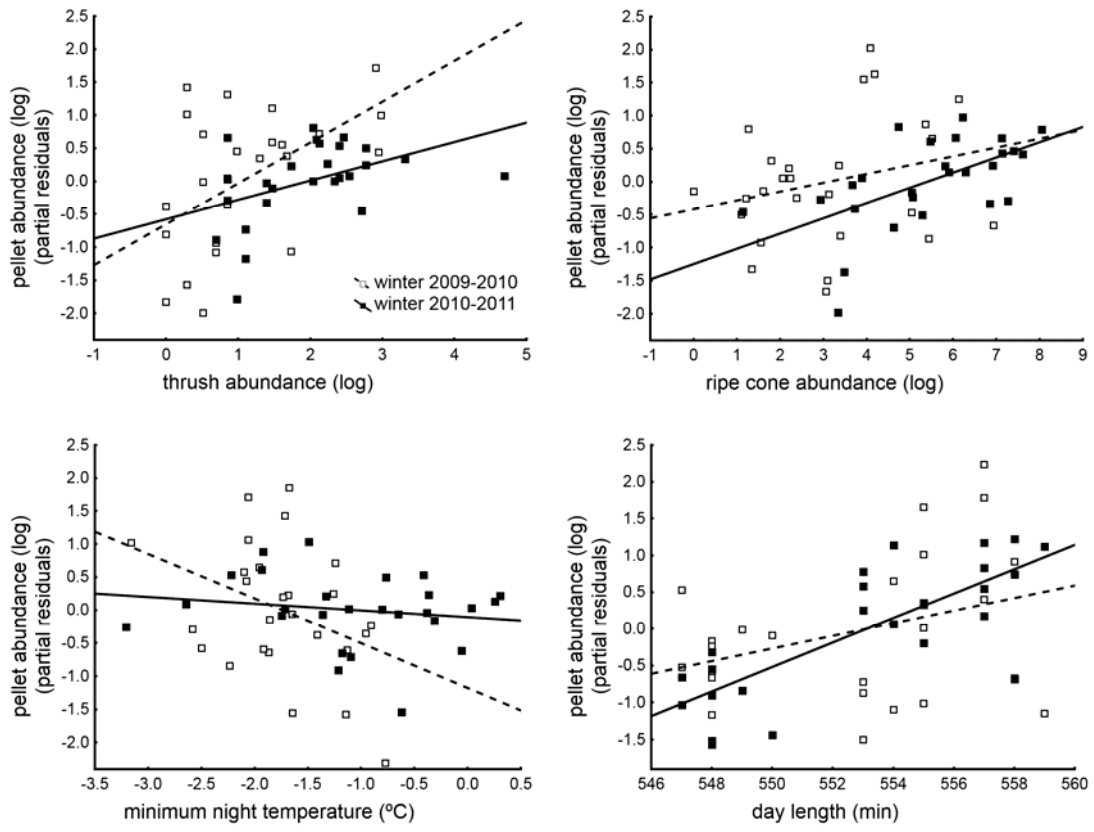 2.5
2.0
1.5
1.0
0.5
0.0
-0.5
-1.0
-1.5
-2.0
pellet abundance (log)
(partial residuals)
winter 2009-2010
winter 2010-2011
-1 0 1 2 3 4 5
thrush abundance (log)
2.5
2.0
1.5
1.0
0.5
0.0
-0.5
-1.0
-1.5
-2.0
pellet abundance (log)
(partial residuals)
-1 0 1 2 3 4 5 6 7 8 9
ripe cone abundance (log)
2.5
2.0
1.5
1.0
0.5
0.0
-0.5
-1.0
-1.5
-2.0
pellet abundance (log)
(partial residuals)
-3.5 -3.0 -2.5 -2.0 -1.5 -1.0 -0.5 0.0 0.5
minimum night temperature (ºC)
2.5
2.0
1.5
1.0
0.5
0.0
-0.5
-1.0
-1.5
pellet abundance (log)
(partial residuals)
546 548 550 552 554 556 558 560
day length (min)